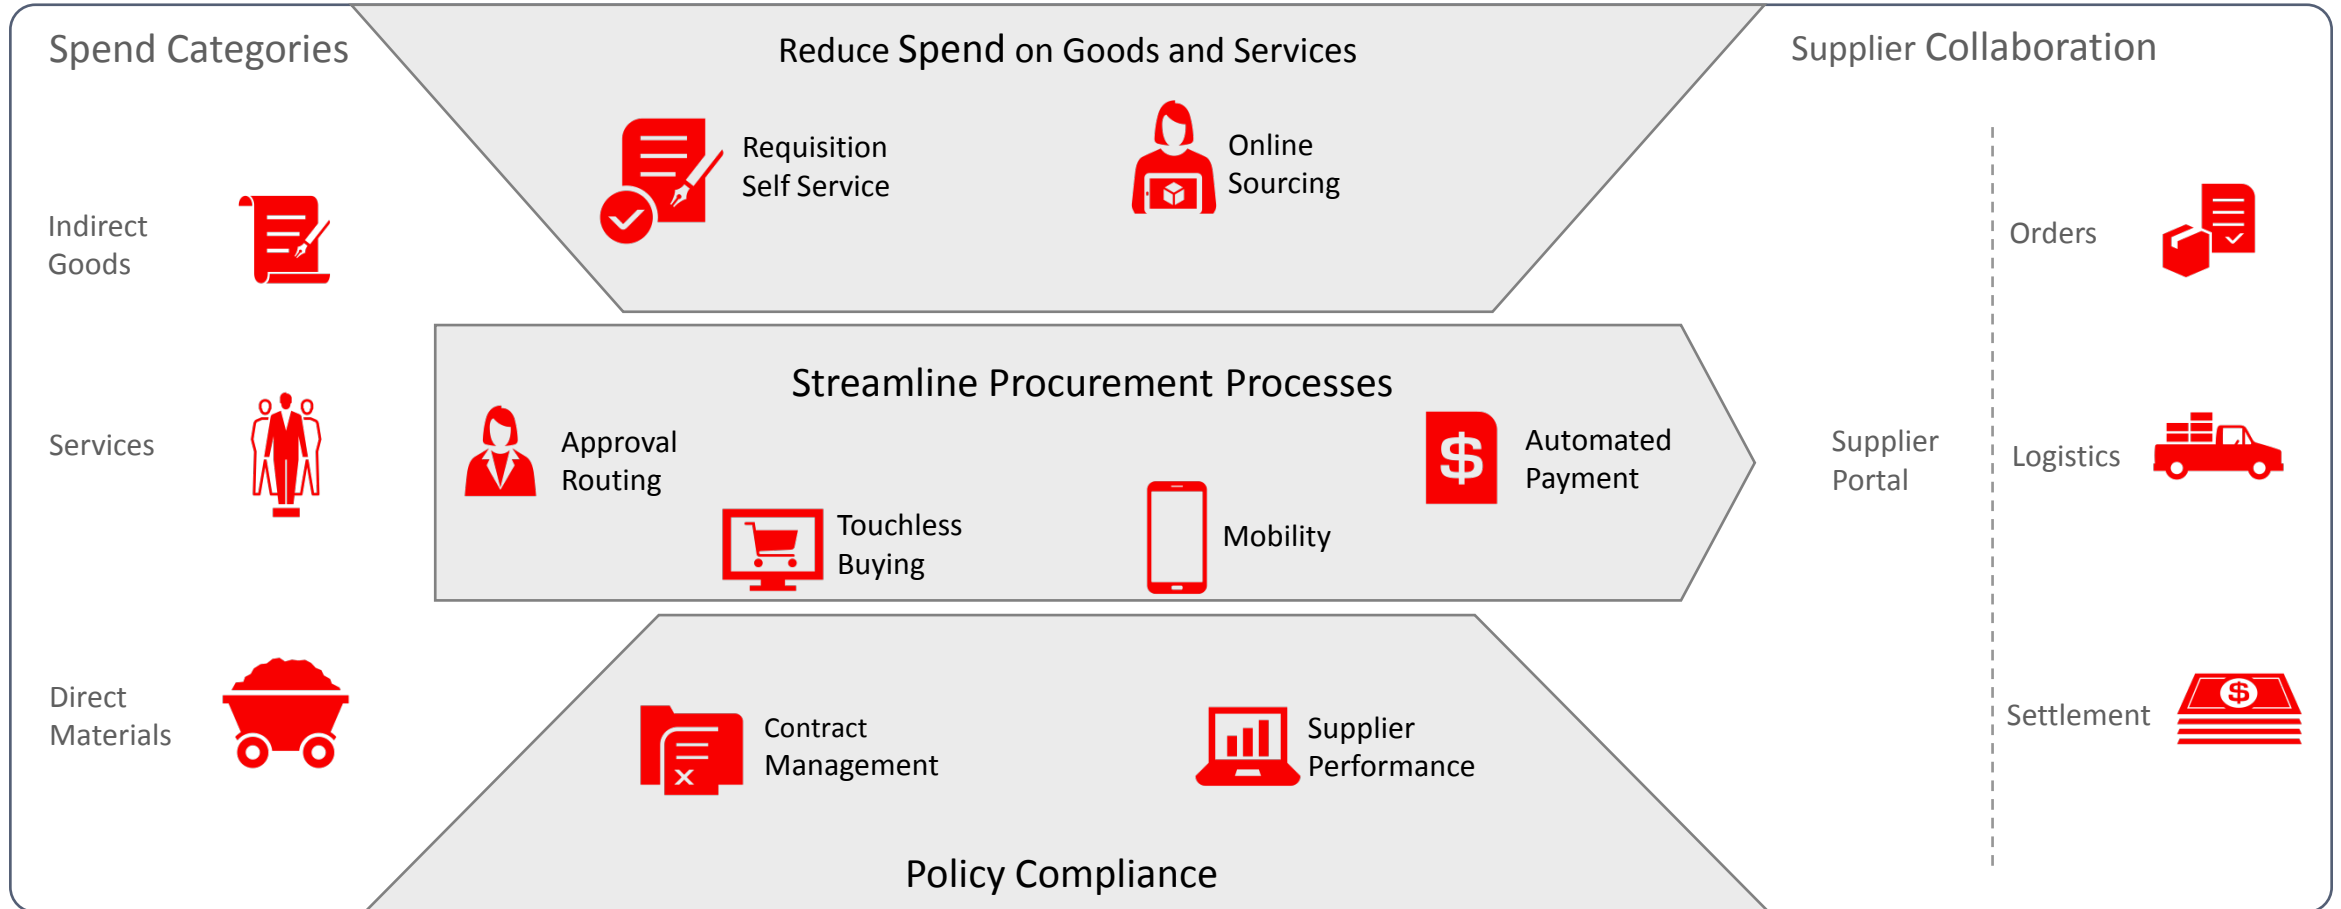 Spend Categories
Indirect
Goods
Services
Direct
Materials
Reduce Spend on Goods and Services
Requisition
Self Service
Online
Sourcing
Streamline Procurement Processes
Approval
Routing
Touchless
Buying
Mobility
$
Automated
Payment
Contract
Management
Supplier
Performance
Policy Compliance
Supplier Collaboration
Supplier
Portal
Orders
Logistics
Settlement
$